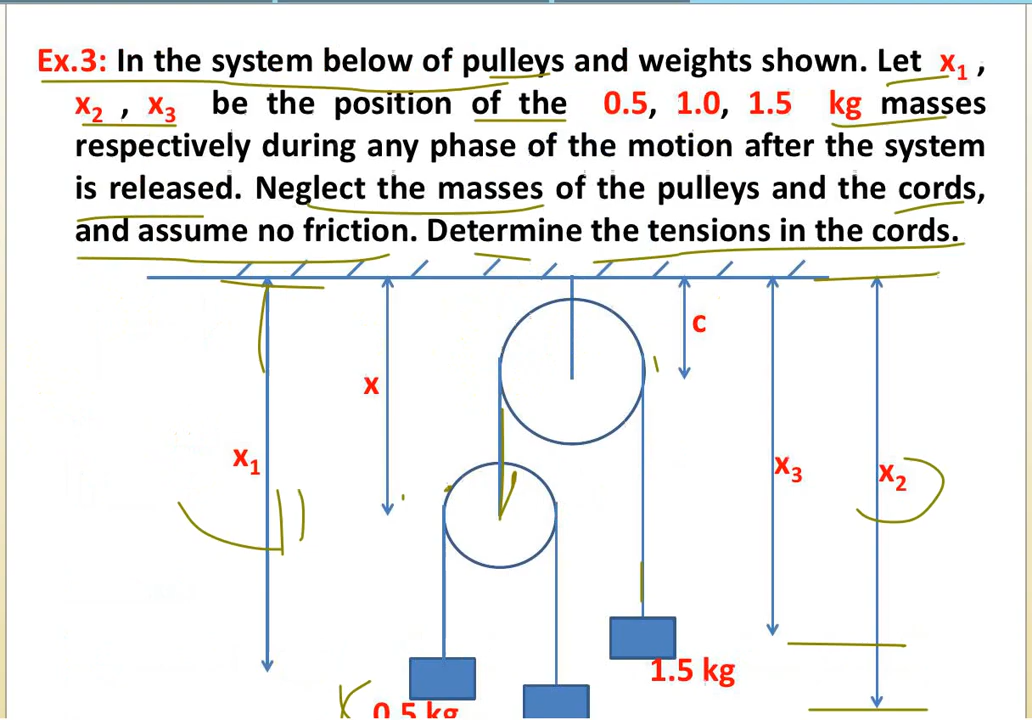 Ex.3: In the system below of pulleys and weights shown. Let x₁ ,
x₂ , x₃ be the position of the 0.5, 1.0, 1.5 kg masses
respectively during any phase of the motion after the system
is released. Neglect the masses of the pulleys and the cords,
and assume no friction. Determine the tensions in the cords.
c
x
x₁
x₃
x₂
1.5 kg
0.5 kg